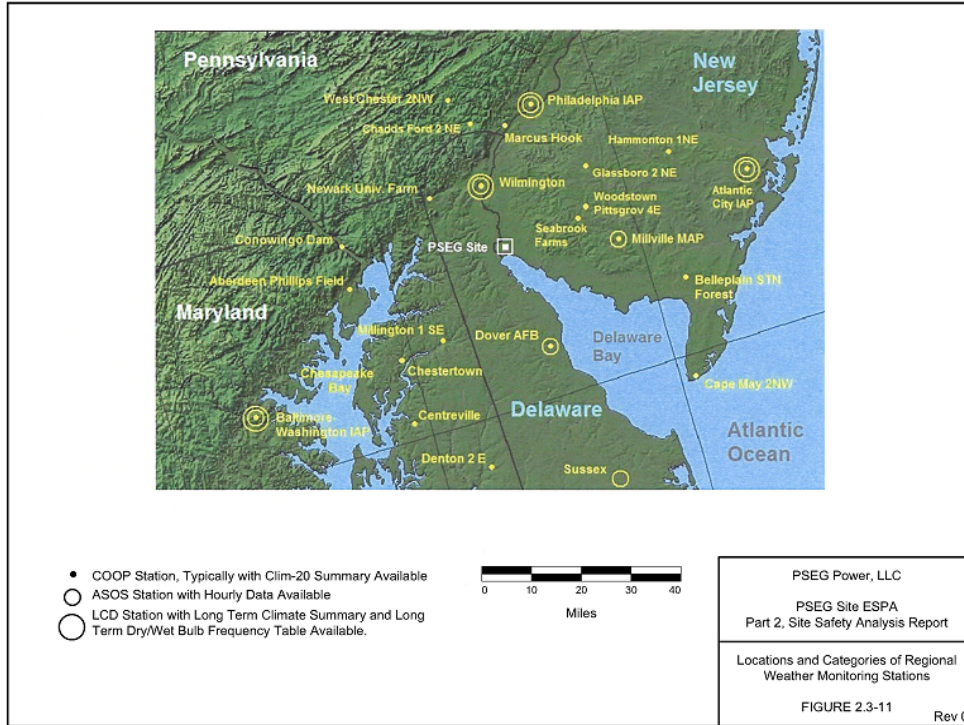 Pennsylvania
New
Jersey
West Chester 2NW
Philadelphia IAP
Chadds Ford 2 NE
Marcus Hook
Hammonton 1NE
Glassboro 2 NE
Newark Univ. Farm
Wilmington
Atlantic
City IAP
Woodstown
Pittsgrov 4E
Seabrook
Farms
Conowingo Dam
PSEG Site
Millville MAP
Aberdeen Phillips Field
Belleplain STN
Forest
Maryland
Millington 1 SE
Dover AFB
Delaware
Bay
Chesapeake
Bay
Chestertown
Cape May 2NW
Baltimore
Washington IAP
Centreville
Delaware
Atlantic
Ocean
Denton 2 E
Sussex
COOP Station, Typically with Clim-20 Summary Available
ASOS Station with Hourly Data Available
LCD Station with Long Term Climate Summary and Long
Term Dry/Wet Bulb Frequency Table Available.
0 10 20 30 40
Miles
PSEG Power, LLC
PSEG Site ESPA
Part 2, Site Safety Analysis Report
Locations and Categories of Regional
Weather Monitoring Stations
FIGURE 2.3-11
Rev 0